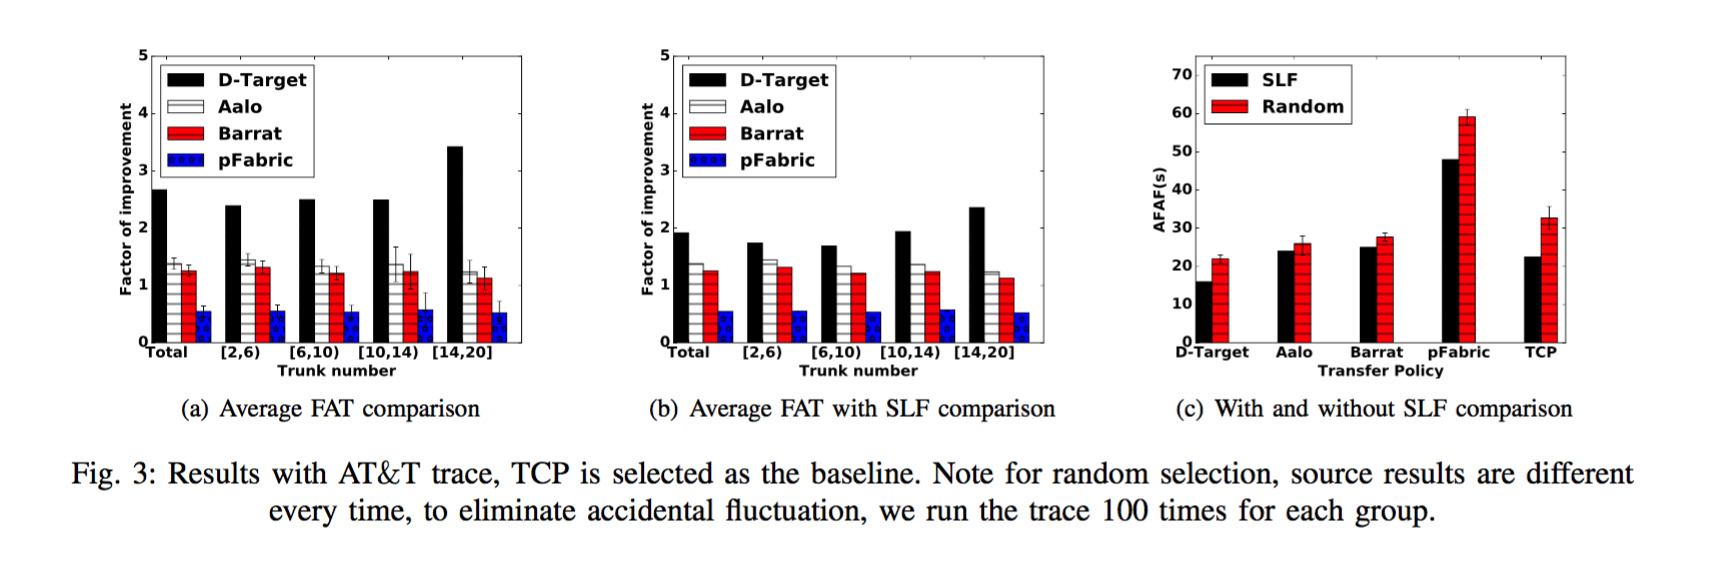 5
4
3
2
1
0
Factor of improvement
D-Target
Aalo
Barrat
pFabric
Total [2,6) [6,10) [10,14) [14,20]
Trunk number
(a) Average FAT comparison
5
4
3
2
1
0
Factor of improvement
D-Target
Aalo
Barrat
pFabric
Total [2,6) [6,10) [10,14) [14,20]
Trunk number
(b) Average FAT with SLF comparison
70
60
50
40
30
20
10
0
AFAF(s)
SLF
Random
D-Target Aalo Barrat pFabric TCP
Transfer Policy
(c) With and without SLF comparison
Fig. 3: Results with AT&T trace, TCP is selected as the baseline. Note for random selection, source results are different
every time, to eliminate accidental fluctuation, we run the trace 100 times for each group.